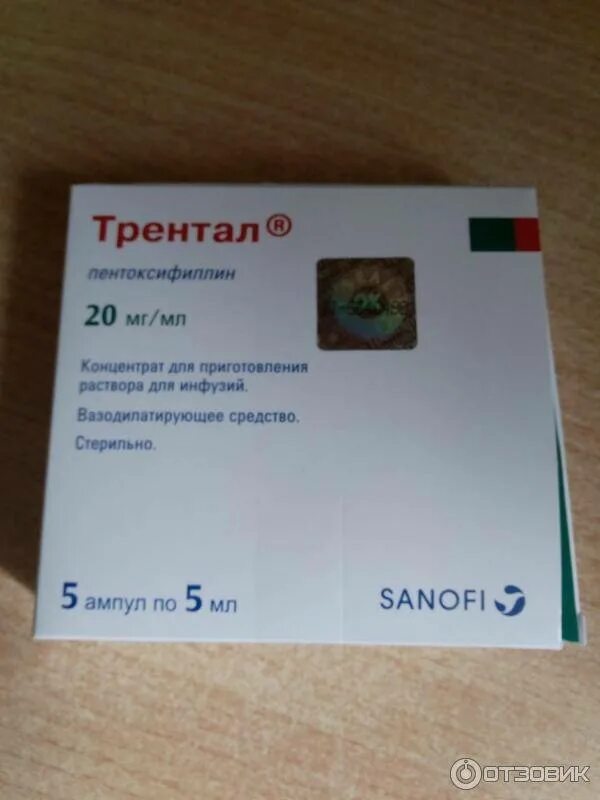 Трентал®
пентоксифиллин
20 мг/мл
Концентрат для приготовления
раствора для инфузий.
Вазодилатирующее средство.
Стерильно.
5 ампул по 5 мл
SANOFI
ОТЗОВИК